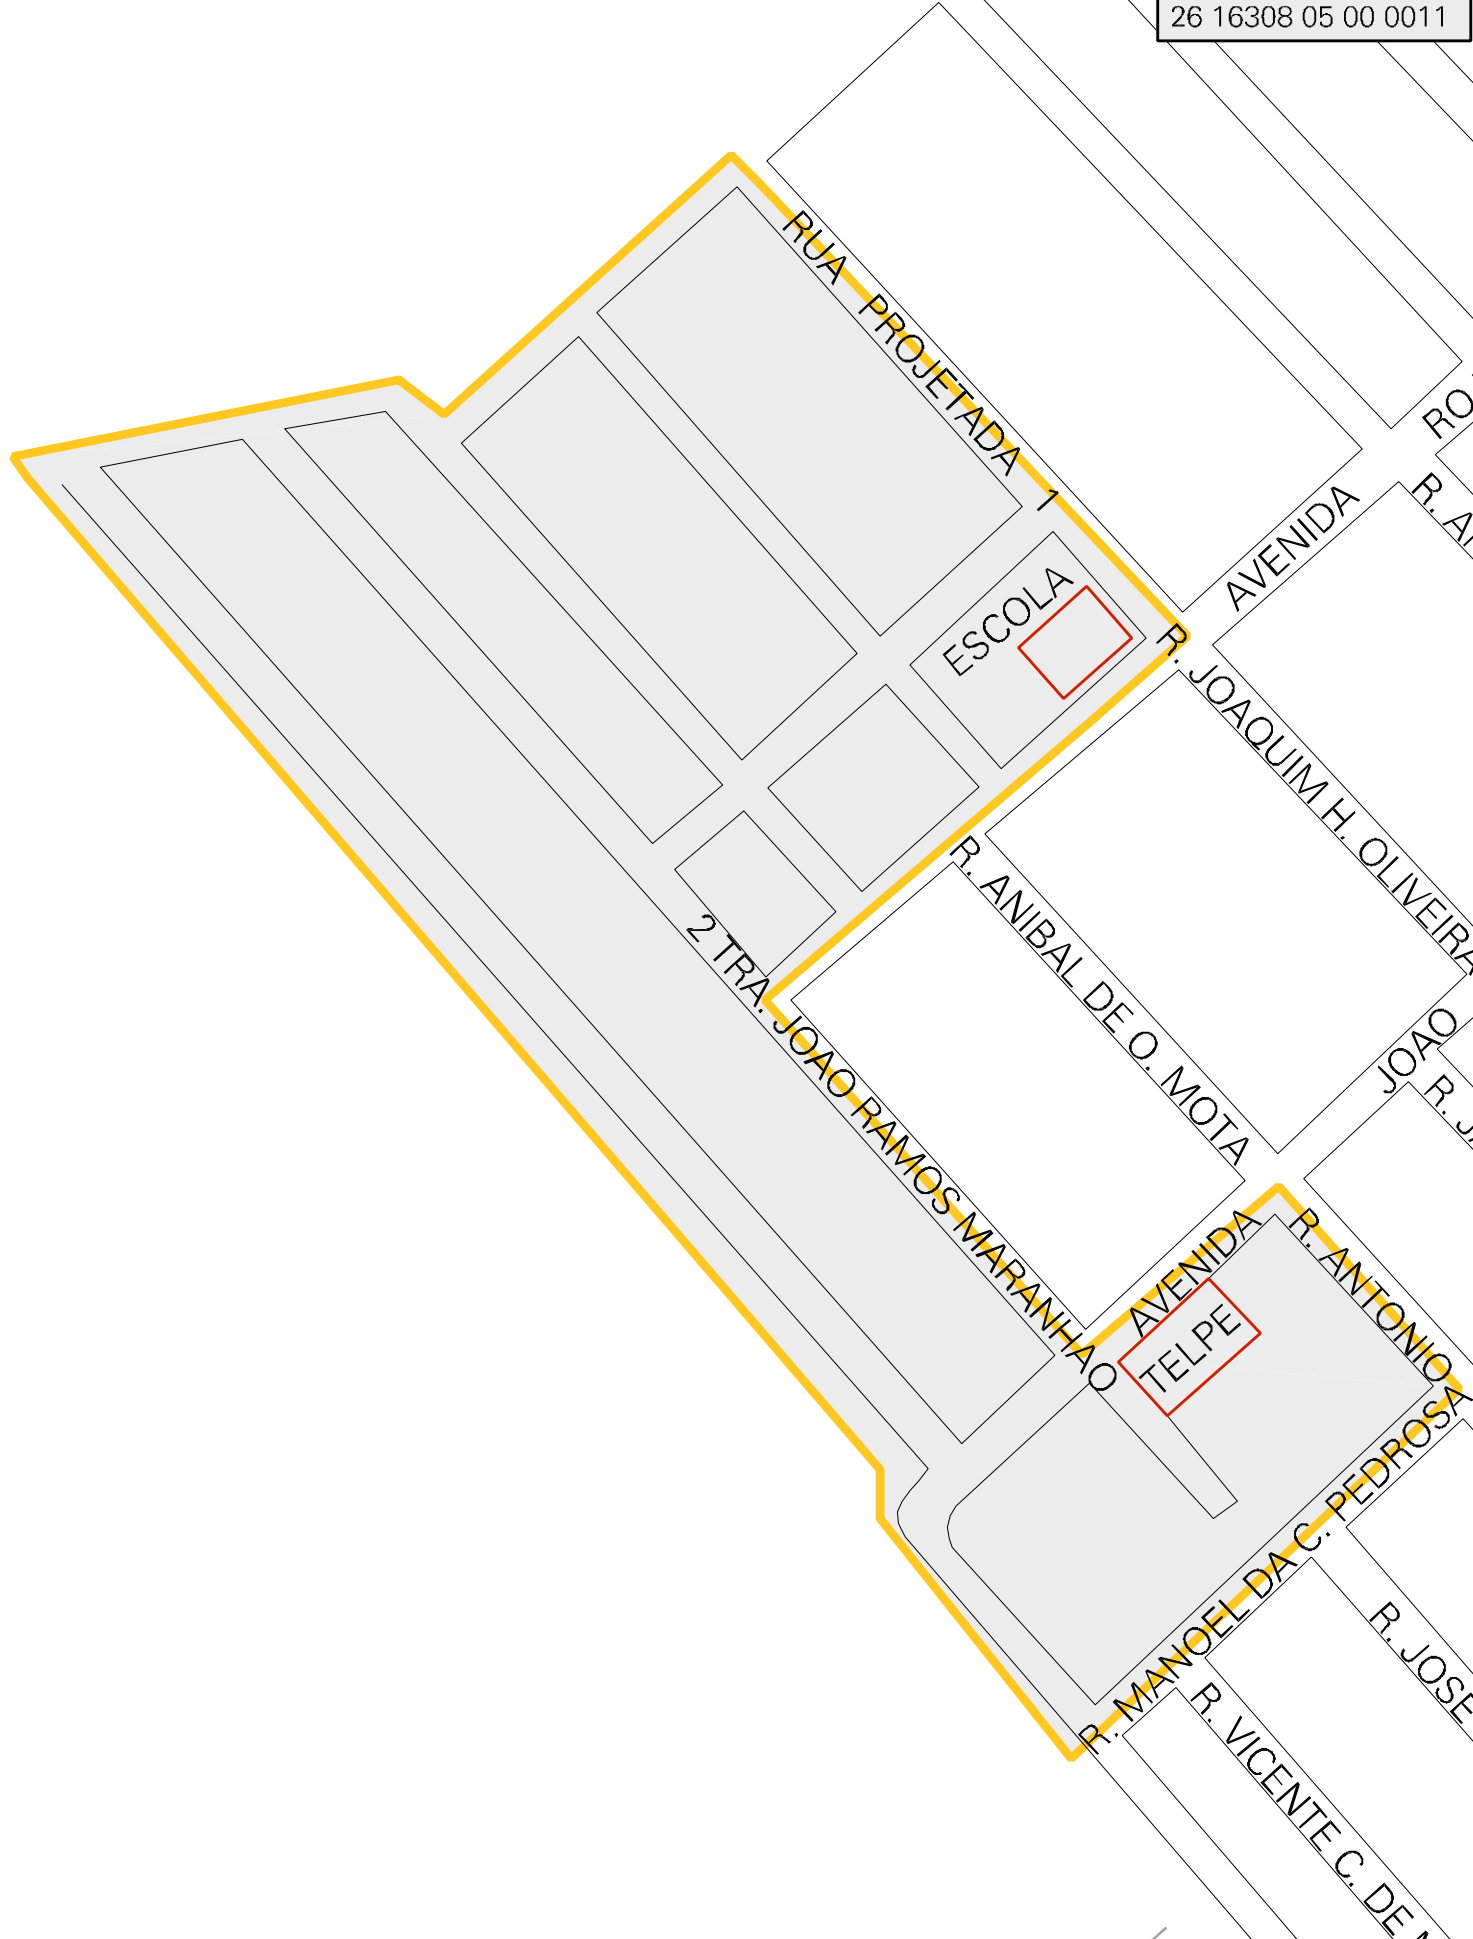 26 16308 05 00 0011
RUA PROJETADA 1
AVENIDA
ESCOLA
R. JOAQUIM H. OLIVEIRA
R. ANIBAL DE O. MOTA
JOAO
2 TRA. JOAO RAMOS MARANHAO
AVENIDA
R. ANTONIO
TELPE
R. MANOEL DA C. PEDROSA
R. JOSE
R. VICENTE C. DE